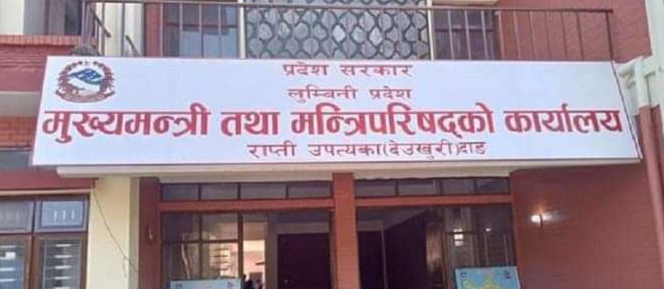 प्रदेश सरकार
लुम्बिनी प्रदेश
मुख्यमन्त्री तथा मन्त्रिपरिषद्को कार्यालय
राप्ती उपत्यका(देउखुरी)दाङ